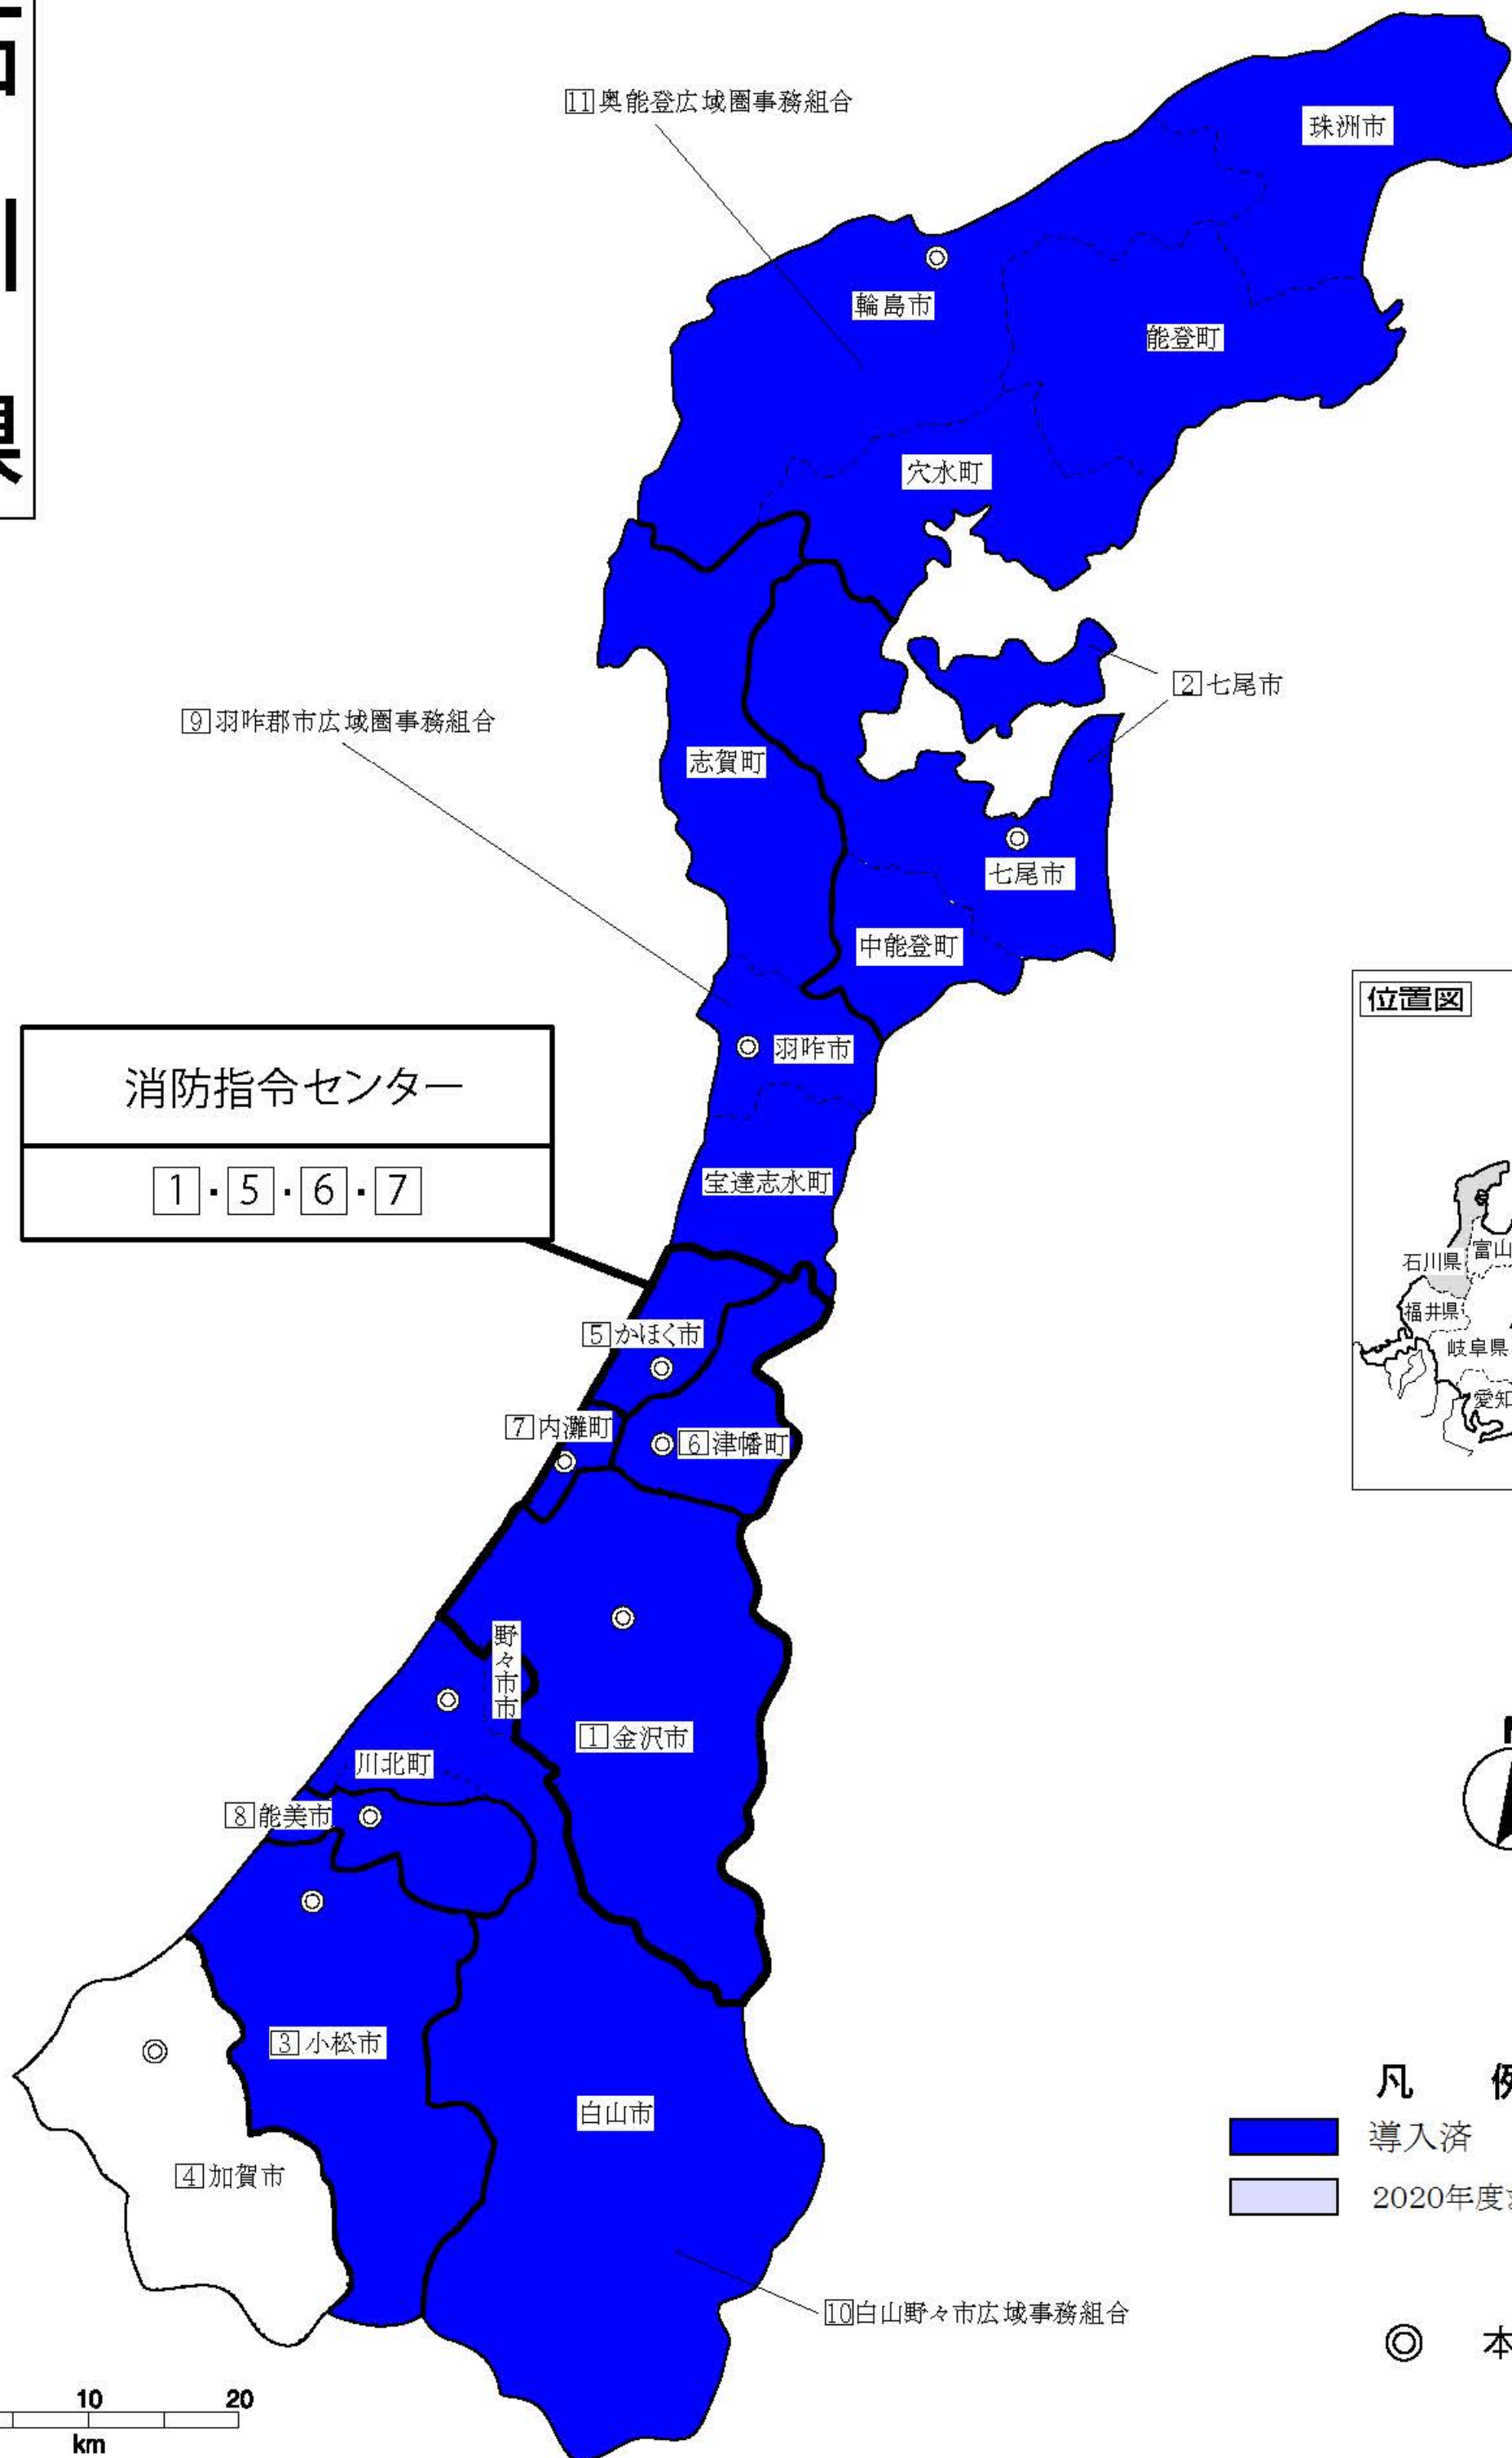 川
11 奥能登広域圏事務組合
珠洲市
輪島市
能登町
穴水町
2 七尾市
9 羽咋郡市広域圏事務組合
志賀町
七尾市
中能登町
位置図
羽咋市
消防指令センター
1・5・6・7
宝達志水町
石川県
富山
福井県
岐阜県
愛知
5 かほく市
7 内灘町
6 津幡町
野々市市
1 金沢市
川北町
8 能美市
3 小松市
白山市
4 加賀市
凡
導入済
2020年度
10 白山野々市広域事務組合
◎ 本
10 20
km